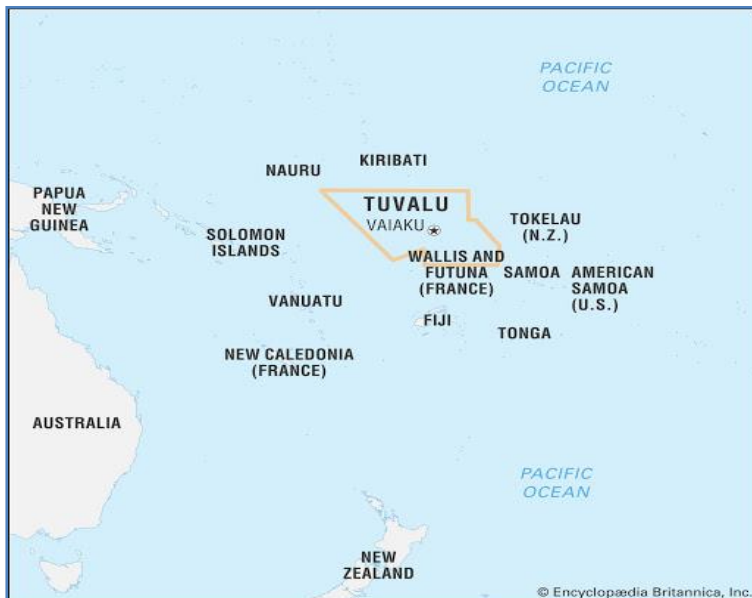 PACIFIC
OCEAN
KIRIBATI
NAURU
PAPUA
NEW
GUINEA
TUVALU
VAIAKU
TOKELAU
(N.Z.)
SOLOMON
ISLANDS
WALLIS AND
FUTUNA
(FRANCE)
SAMOA
AMERICAN
SAMOA
(U.S.)
VANUATU
FIJI
TONGA
NEW CALEDONIA
(FRANCE)
AUSTRALIA
PACIFIC
OCEAN
NEW
ZEALAND
© Encyclopædia Britannica, Inc.